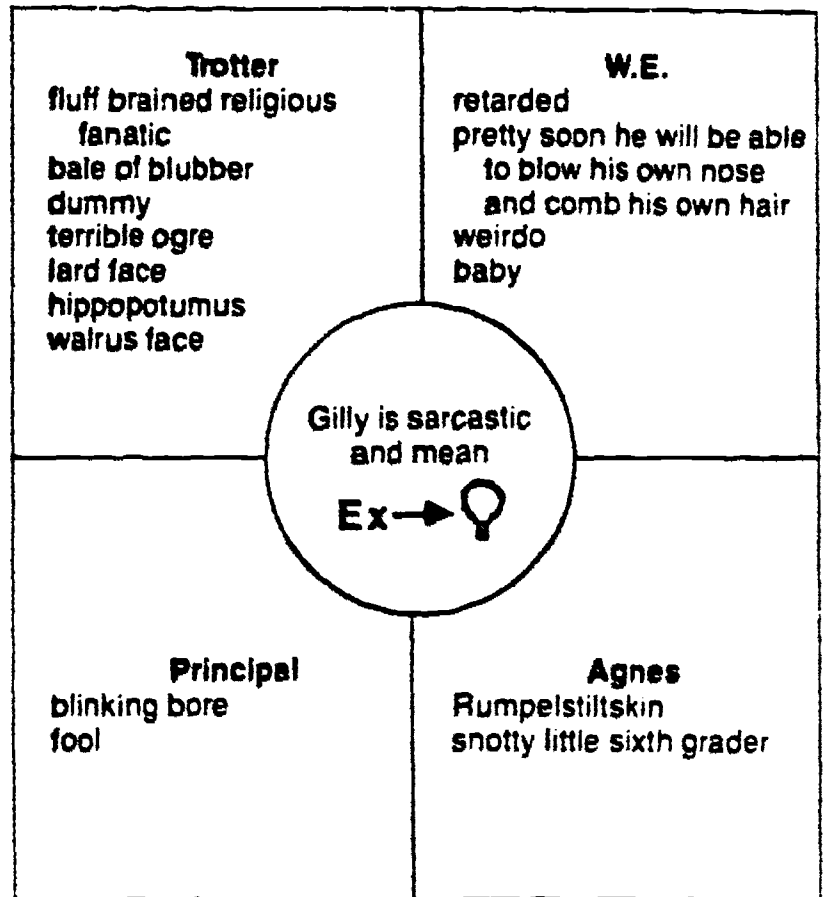 Trotter
fluff brained religious
fanatic
bale of blubber
dummy
terrible ogre
lard face
hippopotumus
walrus face
W.E.
retarded
pretty soon he will be able
to blow his own nose
and comb his own hair
weirdo
baby
Gilly is sarcastic
and mean
Ex
Principal
blinking bore
fool
Agnes
Rumpelstiltskin
snotty little sixth grader